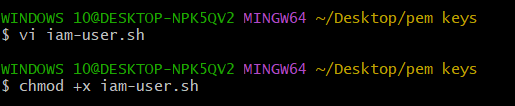 WINDOWS 10@DESKTOP-NPK5QV2 MINGW64 ~/Desktop/pem keys
$ vi iam-user.sh
WINDOWS 10@DESKTOP-NPK5QV2 MINGW64 ~/Desktop/pem keys
$ chmod +x iam-user.sh